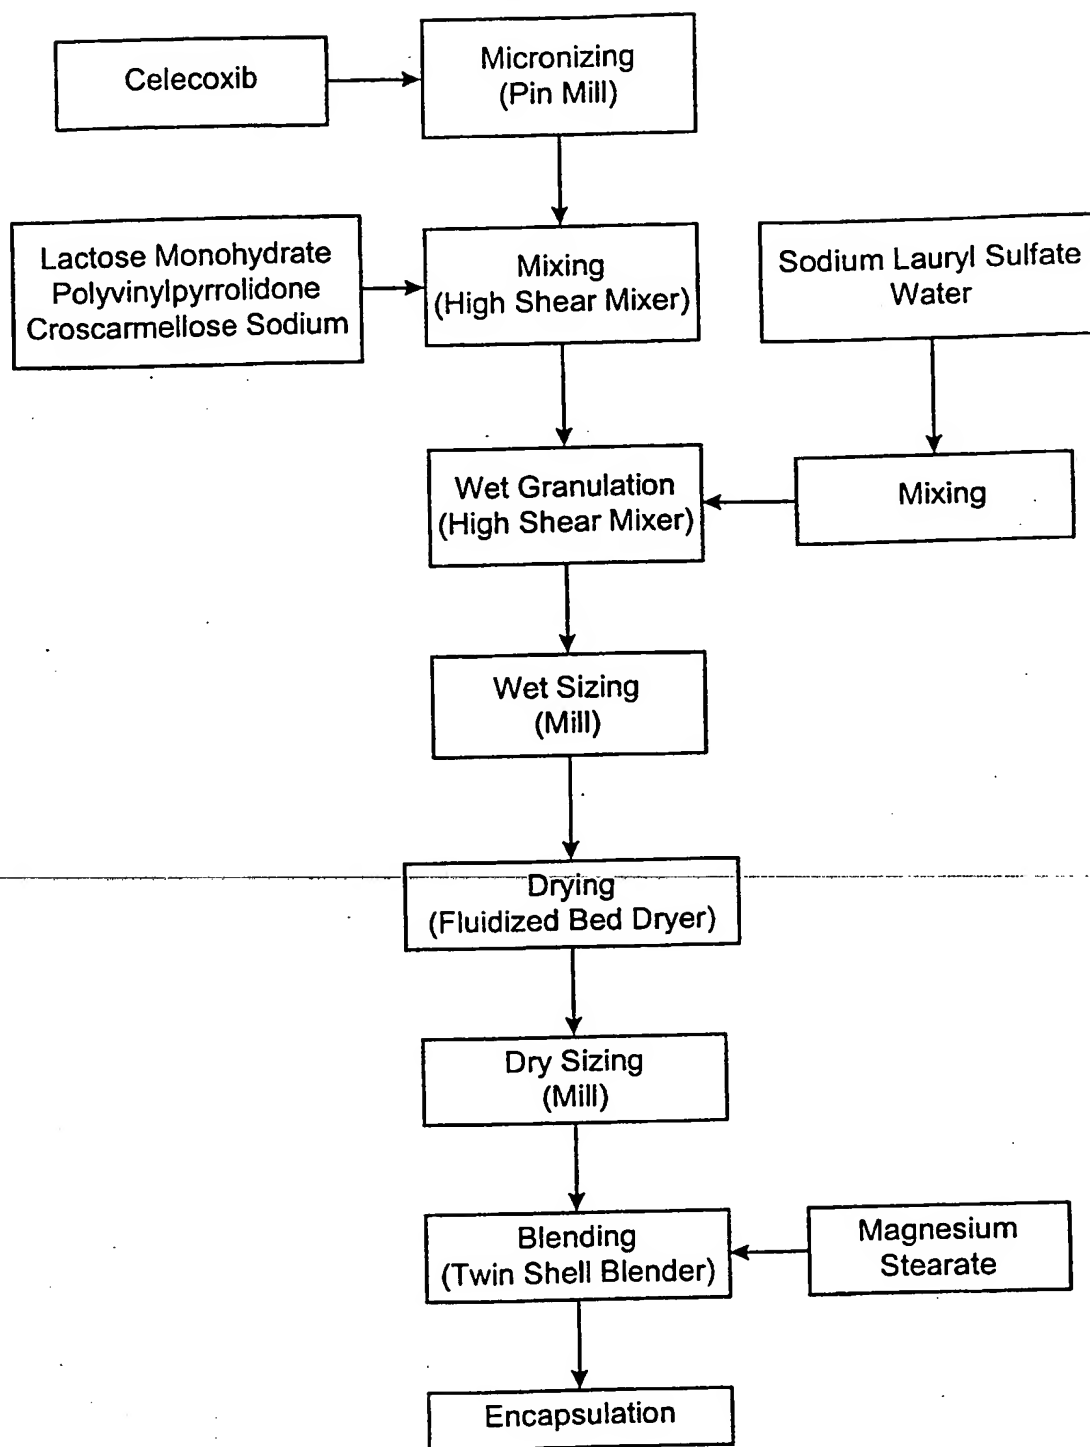 Celecoxib
Micronizing
(Pin Mill)
Lactose Monohydrate
Polyvinylpyrrolidone
Croscarmellose Sodium
Mixing
(High Shear Mixer)
Sodium Lauryl Sulfate
Water
Wet Granulation
(High Shear Mixer)
Mixing
Wet Sizing
(Mill)
Drying
(Fluidized Bed Dryer)
Dry Sizing
(Mill)
Blending
(Twin Shell Blender)
Magnesium
Stearate
Encapsulation